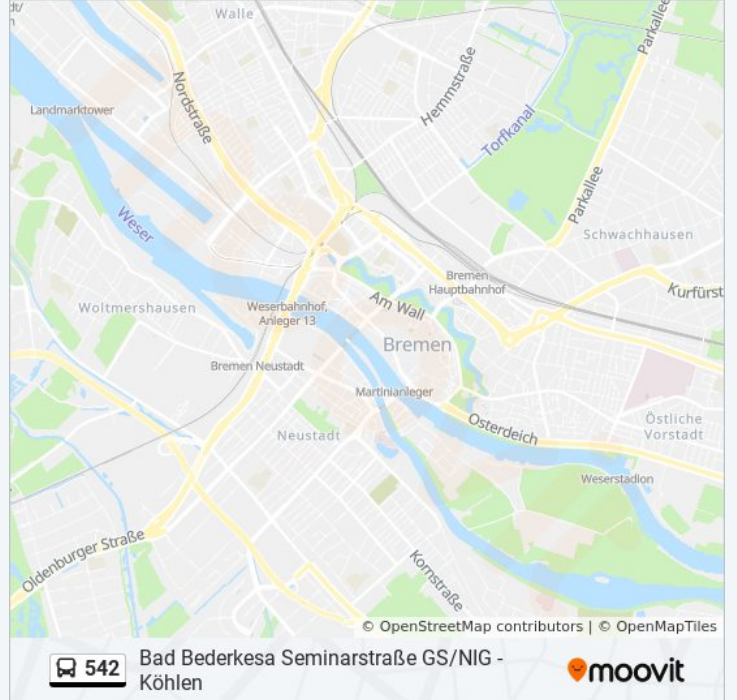 dt/
n
Walle
Parkallee
Nordstraße
Hemmstraße
Landmarktower
Torfkanal
Parkallee
Weser
Schwachhausen
Bremen
Hauptbahnhof
Kurfürst
Woltmershausen
Weserbahnhof,
Anleger 13
Am Wall
Bremen
Bremen Neustadt
Martinianleger
Neustadt
Osterdeich
Östliche
Vorstadt
Weserstadion
Oldenburger Straße
Kornstraße
© OpenStreetMap contributors | © OpenMapTiles
542
Bad Bederkesa Seminarstraße GS/NIG -
Köhlen
moovit